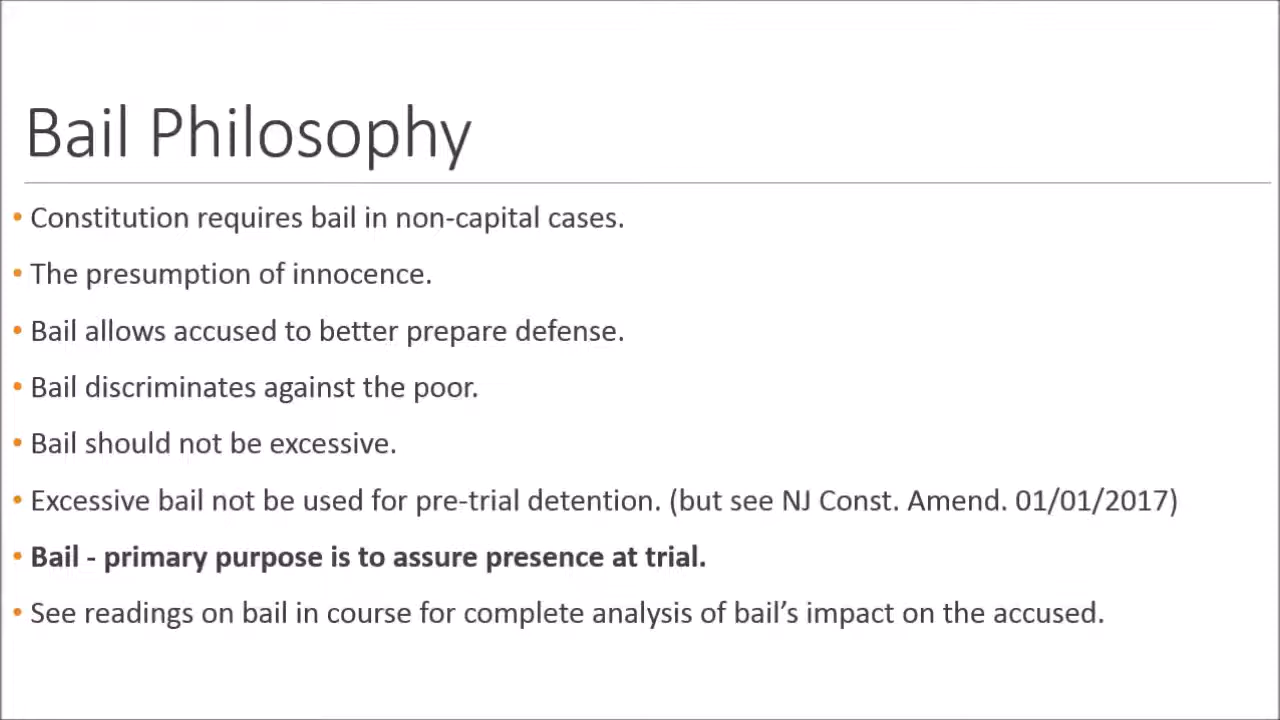 Bail Philosophy
• Constitution requires bail in non-capital cases.
• The presumption of innocence.
• Bail allows accused to better prepare defense.
• Bail discriminates against the poor.
• Bail should not be excessive.
• Excessive bail not be used for pre-trial detention. (but see NJ Const. Amend. 01/01/2017)
• Bail - primary purpose is to assure presence at trial.
• See readings on bail in course for complete analysis of bail’s impact on the accused.